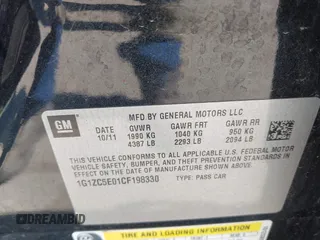 MFD BY GENERAL MOTORS LLC
GM
DATE GVWR GAWR FRT GAWR RR
10/11 1990 KG 1040 KG 950 KG
4387 LB 2293 LB 2094 LB
THIS VEHICLE CONFORMS TO ALL APPLICABLE U.S. FEDERAL MOTOR
VEHICLE SAFETY, BUMPER, AND THEFT PREVENTION STANDARDS
IN EFFECT ON THE DATE OF MANUFACTURE SHOWN ABOVE.
1G1ZC5E01CF198330 TYPE: PASS CAR
TIRE AND LOADING INFORMATION
DREAMBID